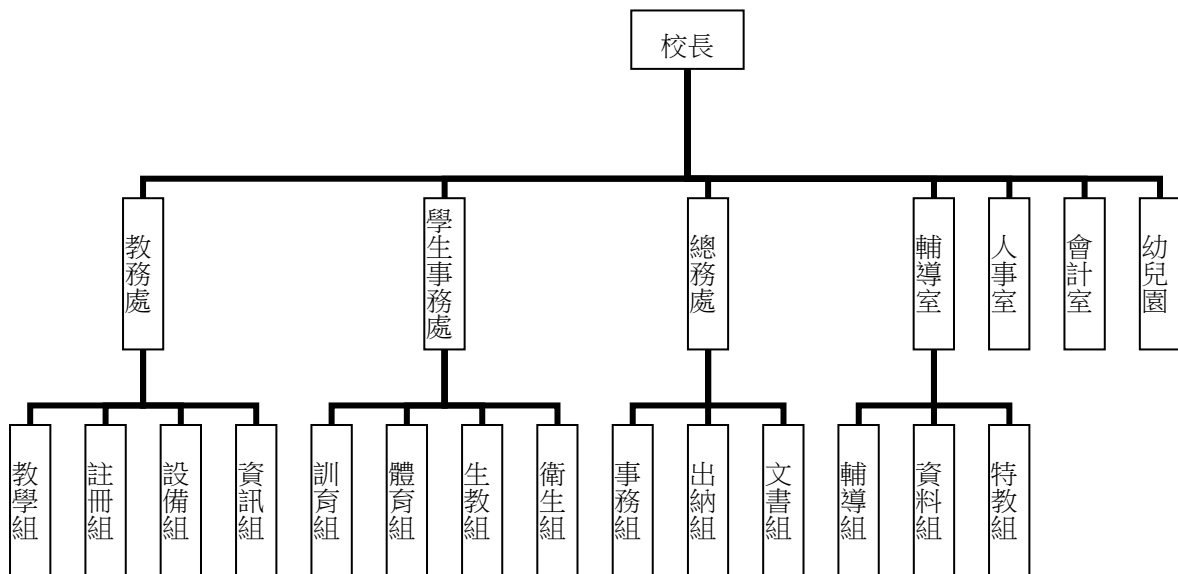 校長
教務處
學生事務處
總務處
輔導室
人事室
會計室
幼兒園
教學組
註冊組
設備組
資訊組
訓育組
體育組
生教組
衛生組
事務組
出納組
文書組
輔導組
資料組
特教組